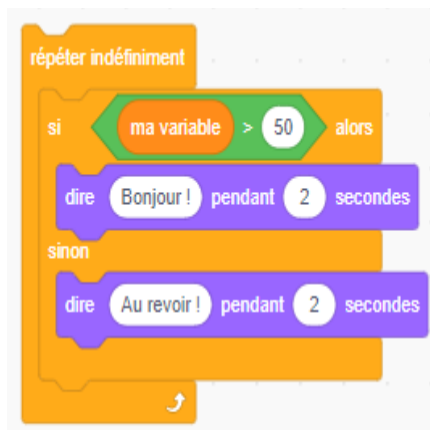 répéter indéfiniment
si ma variable > 50 alors
dire Bonjour ! pendant 2 secondes
sinon
dire Au revoir ! pendant 2 secondes